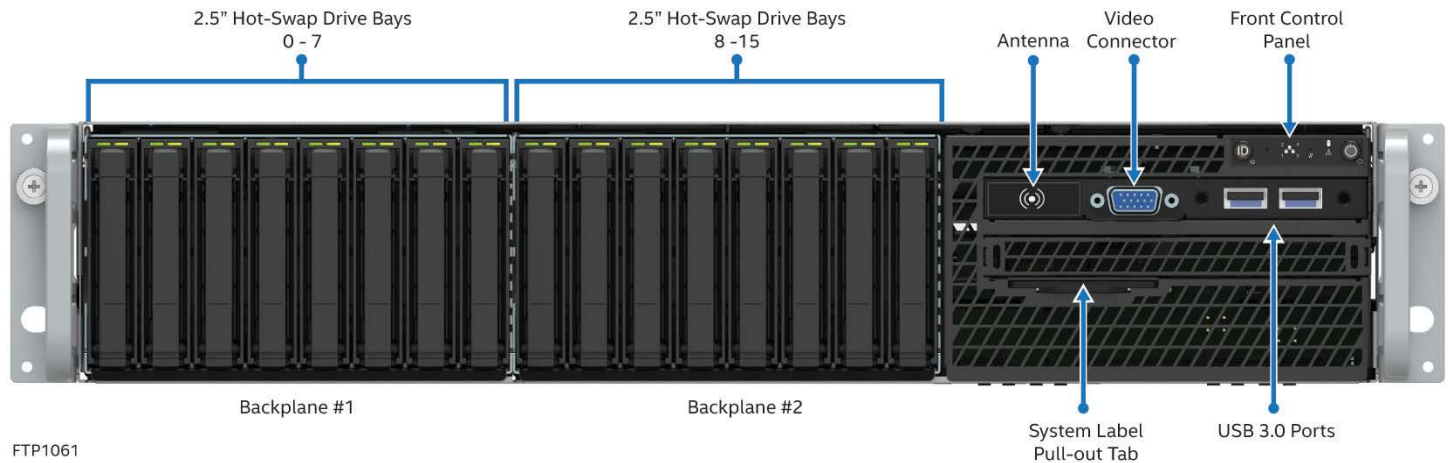 2.5” Hot-Swap Drive Bays
0 - 7
2.5” Hot-Swap Drive Bays
8 -15
Antenna
Video
Connector
Front Control
Panel
ID
Backplane #1
Backplane #2
System Label
Pull-out Tab
USB 3.0 Ports
FTP1061